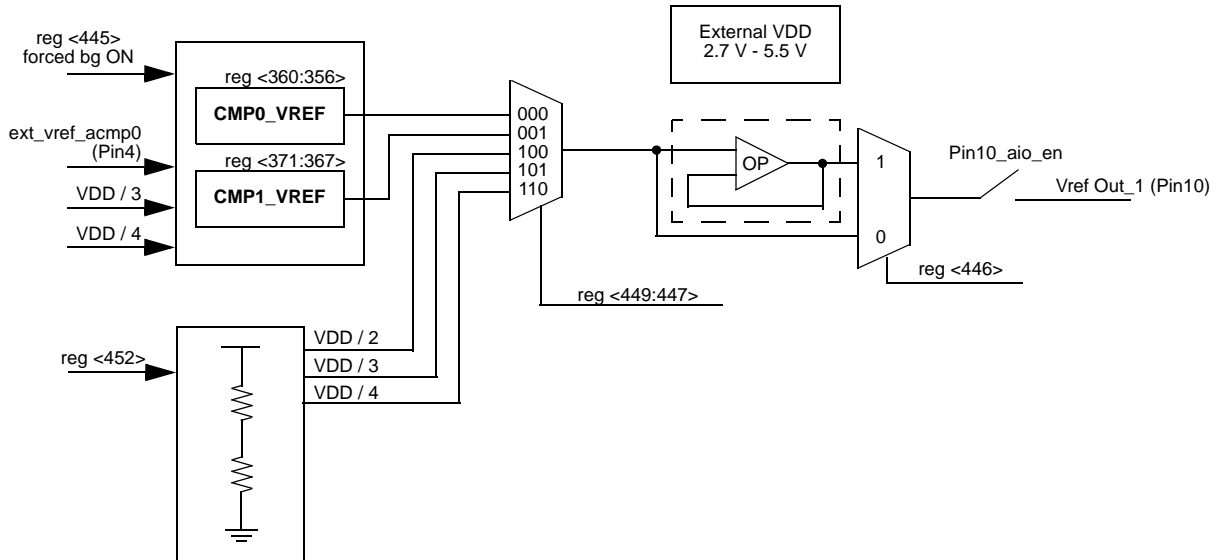 reg <445>
forced bg ON
External VDD
2.7 V - 5.5 V
reg <360:356>
CMP0_VREF
ext_vref_acmp0
(Pin4)
reg <371:367>
CMP1_VREF
VDD / 3
VDD / 4
000
001
100
101
110
OP
1
0
Pin10_aio_en
Vref Out_1 (Pin10)
reg <446>
reg <449:447>
reg <452>
VDD / 2
VDD / 3
VDD / 4